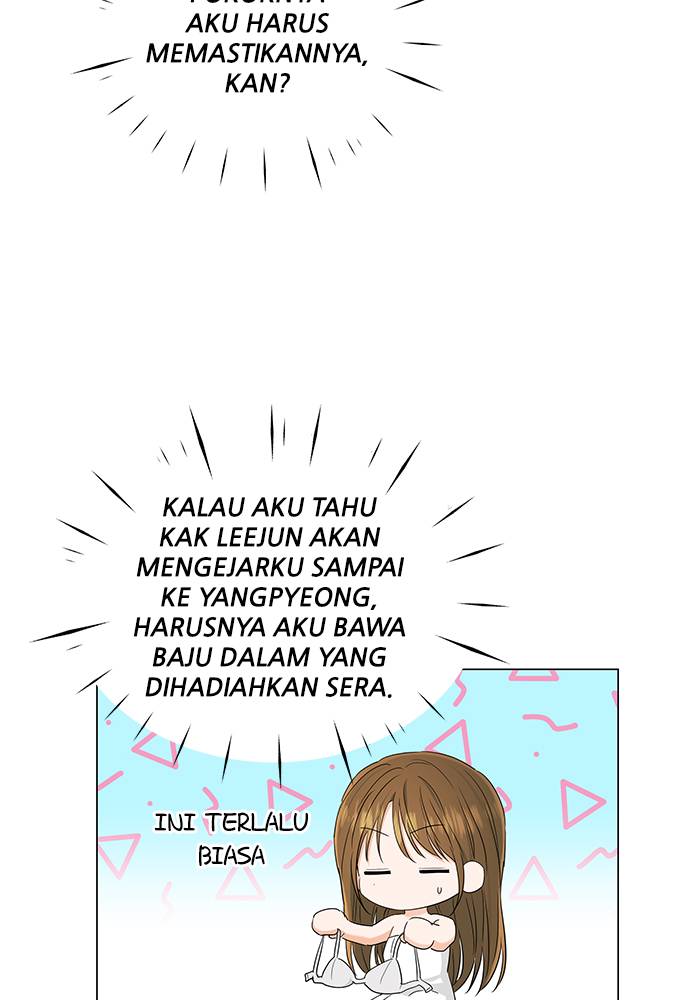 AKU HARUS
MEMASTIKANNYA,
KAN?
KALAU AKU TAHU
KAK LEEJUN AKAN
MENGEJARKU SAMPAI
KE YANGPYEONG,
HARUSNYA AKU BAWA
BAJU DALAM YANG
DIHADIAHKAN SERA.
INI TERLALU
BIASA